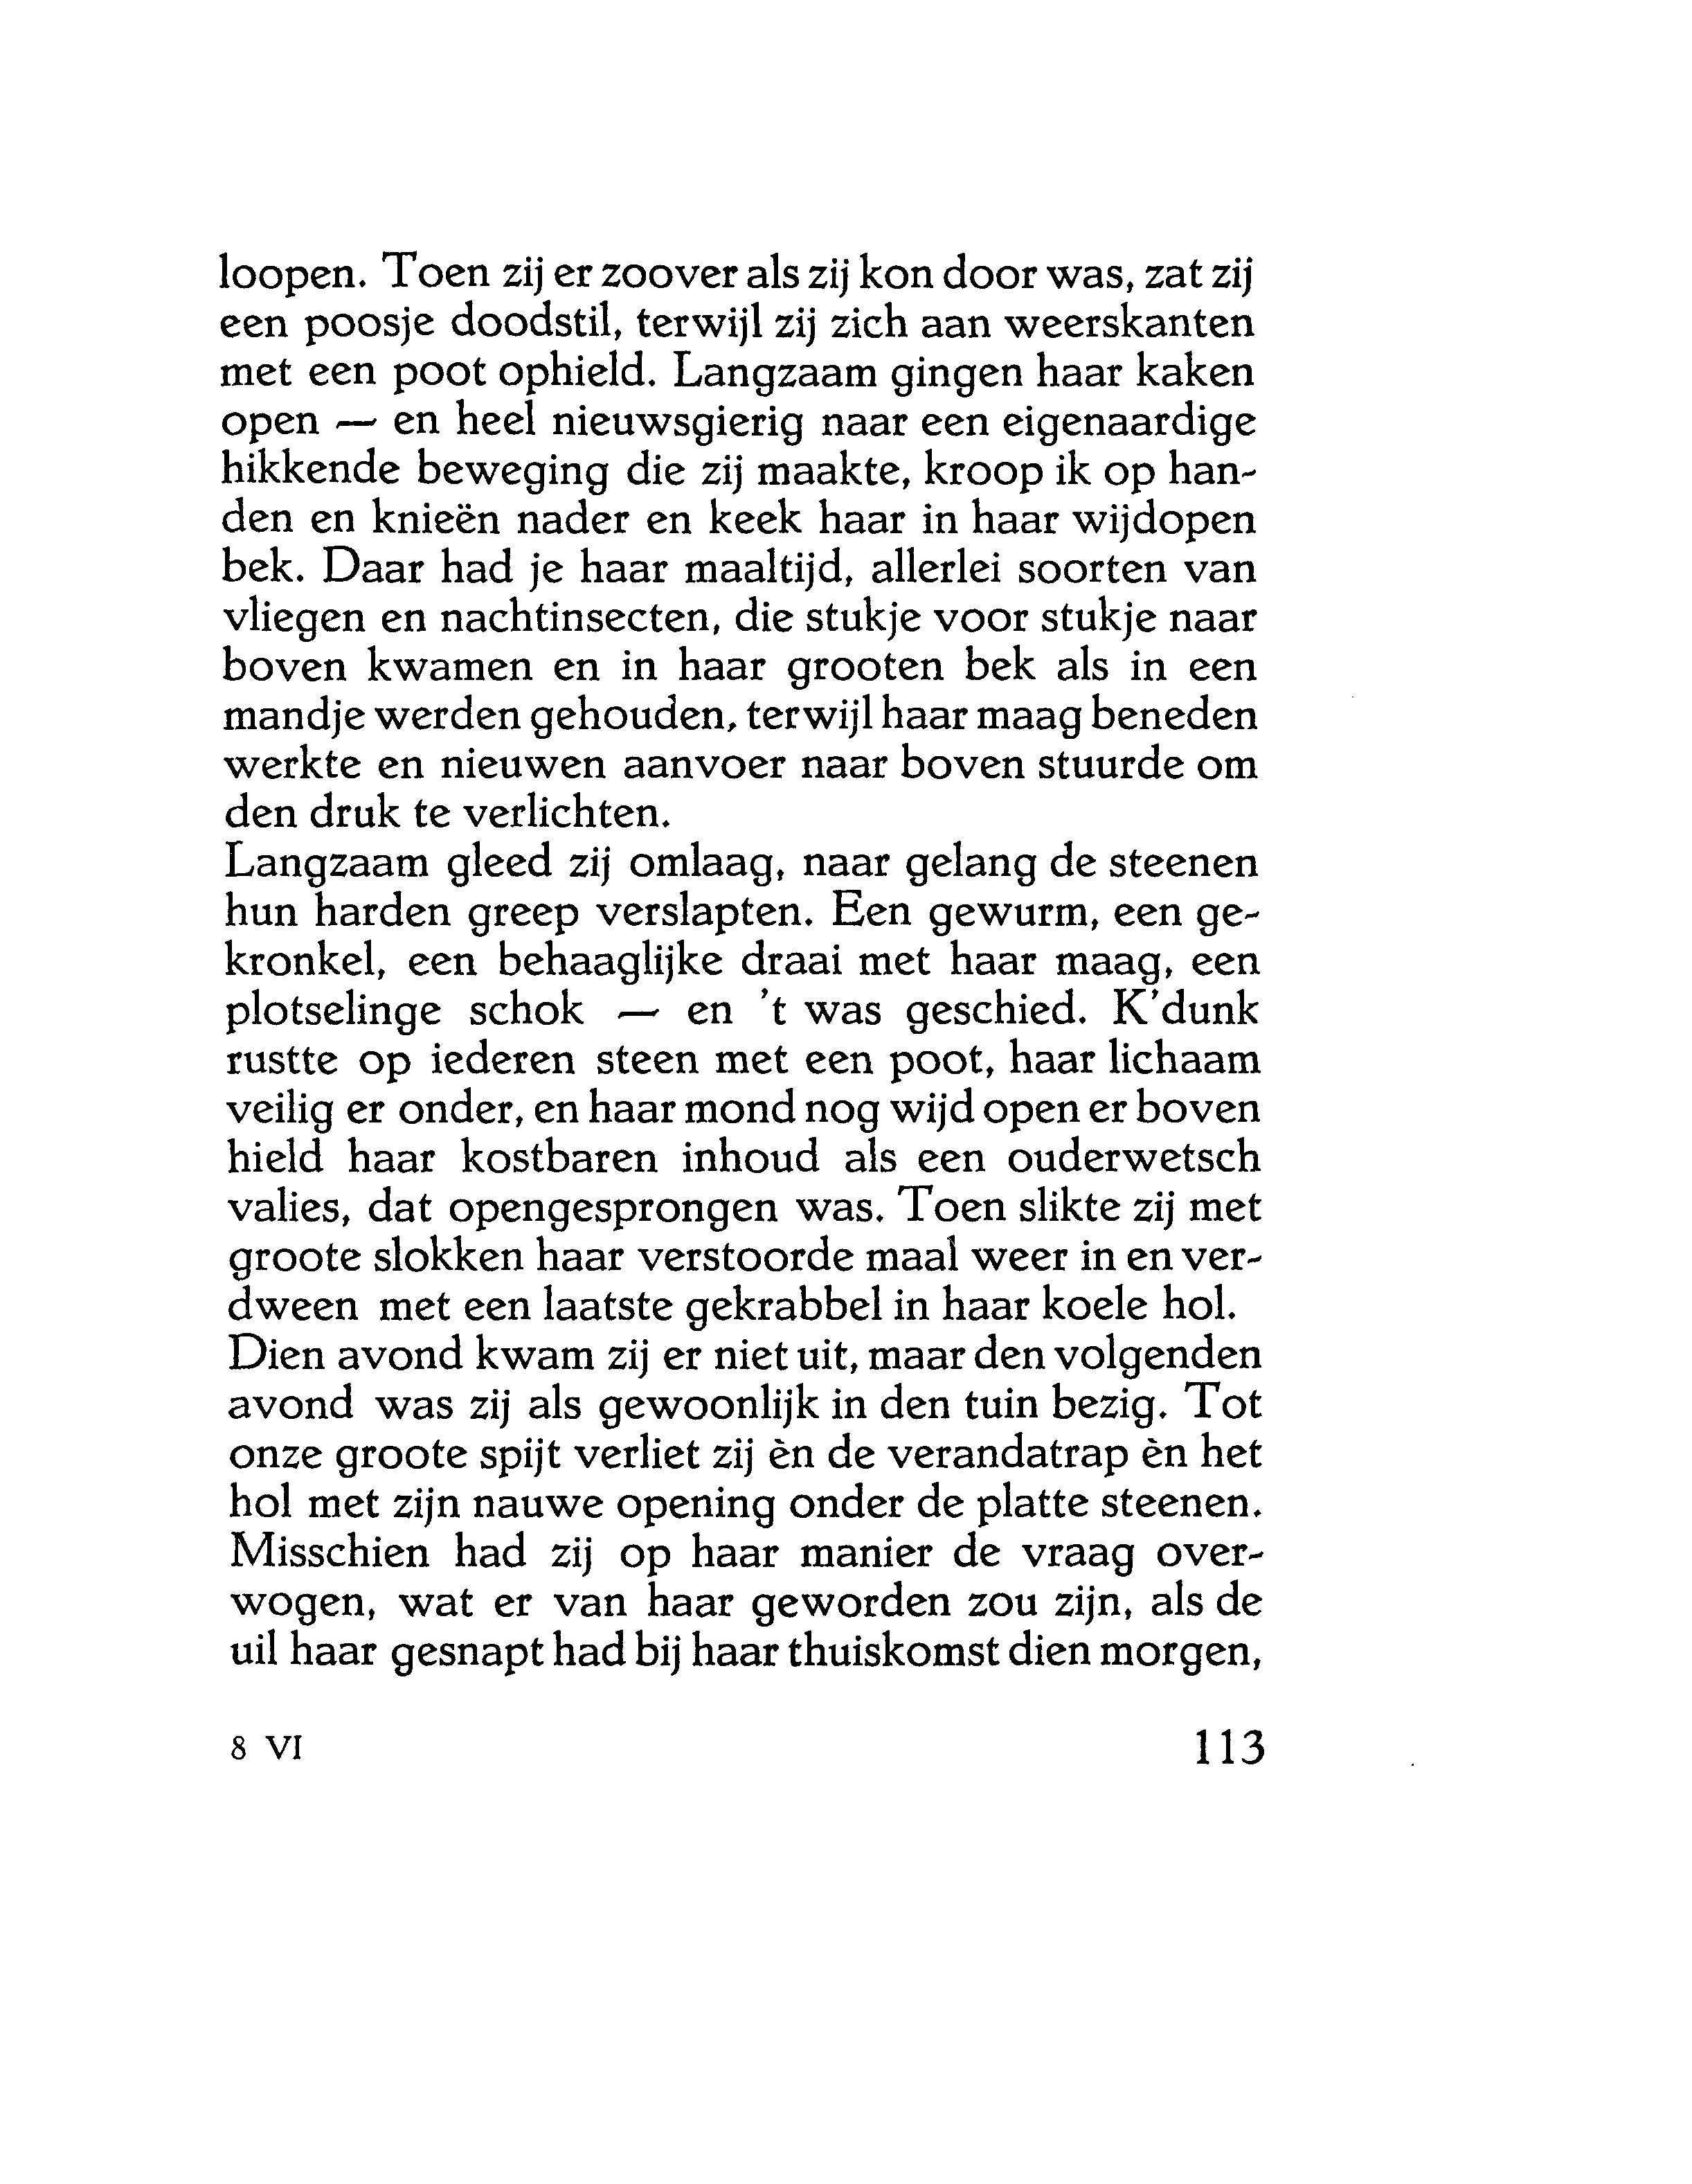 loopen. Toen zij er zoover als zij kon door was, zat zij
een poosje doodstil, terwijl zij zich aan weerskanten
met een poot ophield. Langzaam gingen haar kaken
open — en heel nieuwsgierig naar een eigenaardige
hikkende beweging die zij maakte, kroop ik op han-
den en knieën nader en keek haar in haar wijdopen
bek. Daar had je haar maaltijd, allerlei soorten van
vliegen en nachtinsecten, die stukje voor stukje naar
boven kwamen en in haar grooten bek als in een
mandje werden gehouden, terwijl haar maag beneden
werkte en nieuwen aanvoer naar boven stuurde om
den druk te verlichten.
Langzaam gleed zij omlaag, naar gelang de steenen
hun harden greep verslapten. Een gewurm, een ge-
kronkel, een behaaglijke draai met haar maag, een
plotselinge schok — en 't was geschied. K'dunk
rustte op iederen steen met een poot, haar lichaam
veilig er onder, en haar mond nog wijd open er boven
hield haar kostbaren inhoud als een ouderwetsch
valies, dat opengesprongen was. Toen slikte zij met
groote slokken haar verstoorde maal weer in en ver-
dween met een laatste gekrabbel in haar koele hol.
Dien avond kwam zij er niet uit, maar den volgenden
avond was zij als gewoonlijk in den tuin bezig. Tot
onze groote spijt verliet zij èn de verandatrap èn het
hol met zijn nauwe opening onder de platte steenen.
Misschien had zij op haar manier de vraag over-
wogen, wat er van haar geworden zou zijn, als de
uil haar gesnapt had bij haar thuiskomst dien morgen,
8 VI 113